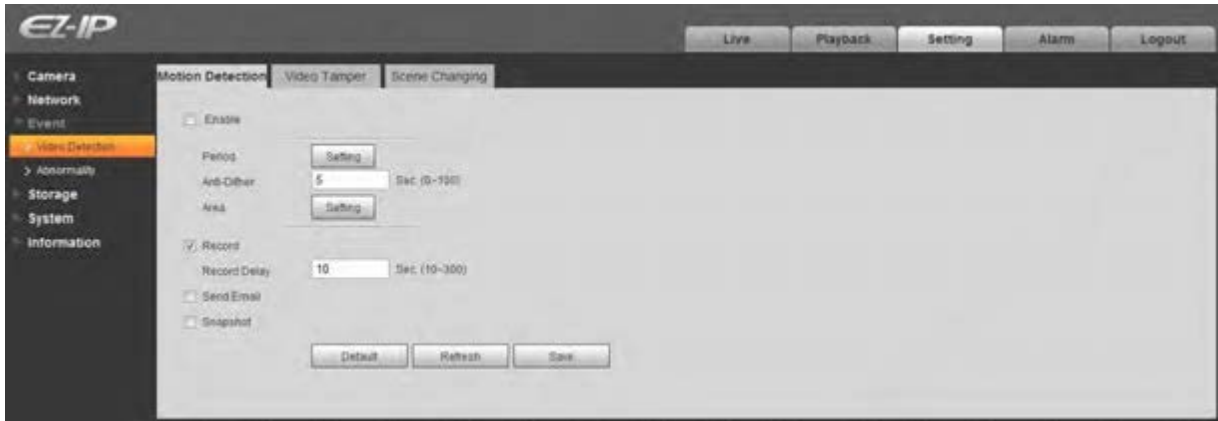 EZ-IP
Live Playback Setting Alarm Logout
Camera
Network
Event
Video Detection
Abnormality
Storage
System
Information
Motion Detection Video Tamper Scene Changing
Enable
Period Setting
Anti-Dither 5 Sec. (0~100)
Area Setting
Record
Record Delay 10 Sec. (10~300)
Send Email
Snapshot
Default Refresh Save